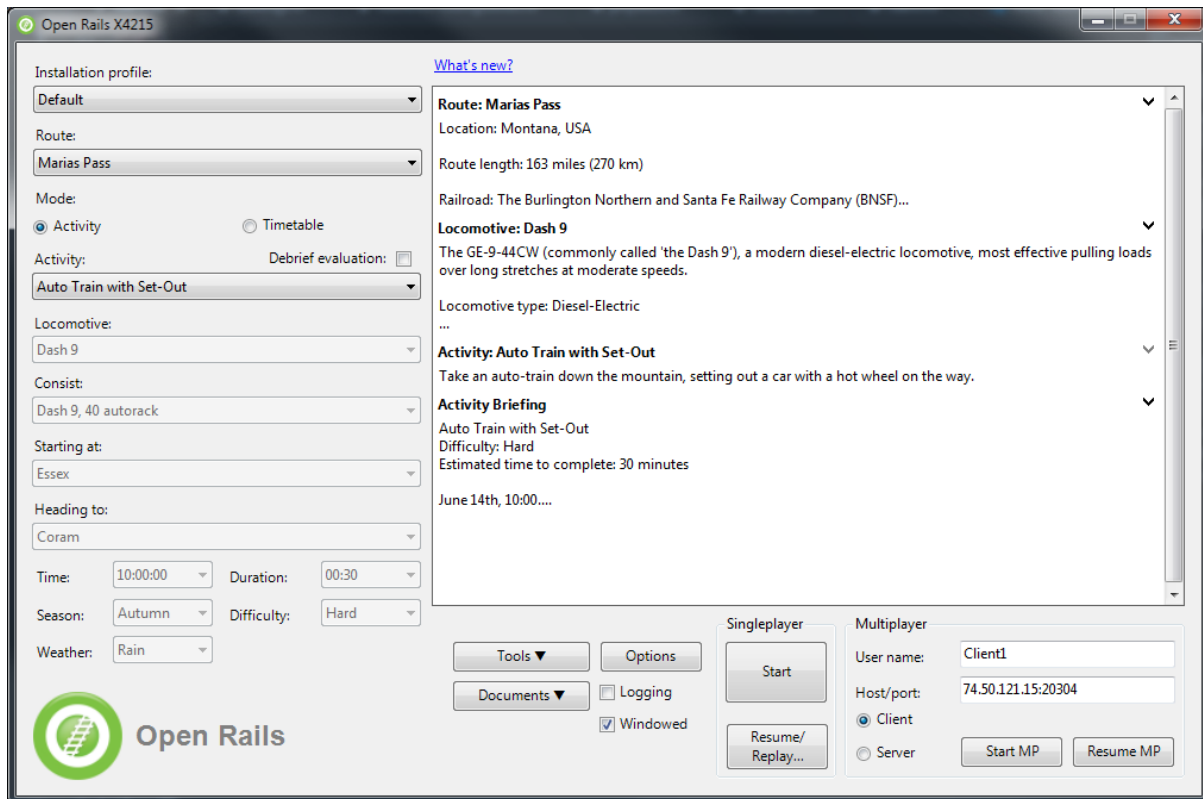 Open Rails X4215
Installation profile:
Default
Route:
Marias Pass
Mode:
Activity
Timetable
Activity:
Debrief evaluation:
Auto Train with Set-Out
Locomotive:
Dash 9
Consist:
Dash 9, 40 autorack
Starting at:
Essex
Heading to:
Coram
Time:
10:00:00
Duration:
00:30
Season:
Autumn
Difficulty:
Hard
Weather:
Rain
Open Rails
What's new?
Route: Marias Pass
Location: Montana, USA
Route length: 163 miles (270 km)
Railroad: The Burlington Northern and Santa Fe Railway Company (BNSF)...
Locomotive: Dash 9
The GE-9-44CW (commonly called 'the Dash 9'), a modern diesel-electric locomotive, most effective pulling loads
over long stretches at moderate speeds.
Locomotive type: Diesel-Electric
...
Activity: Auto Train with Set-Out
Take an auto-train down the mountain, setting out a car with a hot wheel on the way.
Activity Briefing
Auto Train with Set-Out
Difficulty: Hard
Estimated time to complete: 30 minutes
June 14th, 10:00....
Tools ▼
Options
Documents ▼
Logging
Windowed
Singleplayer
Start
Resume/
Replay...
Multiplayer
User name:
Client1
Host/port:
74.50.121.15:20304
Client
Server
Start MP
Resume MP